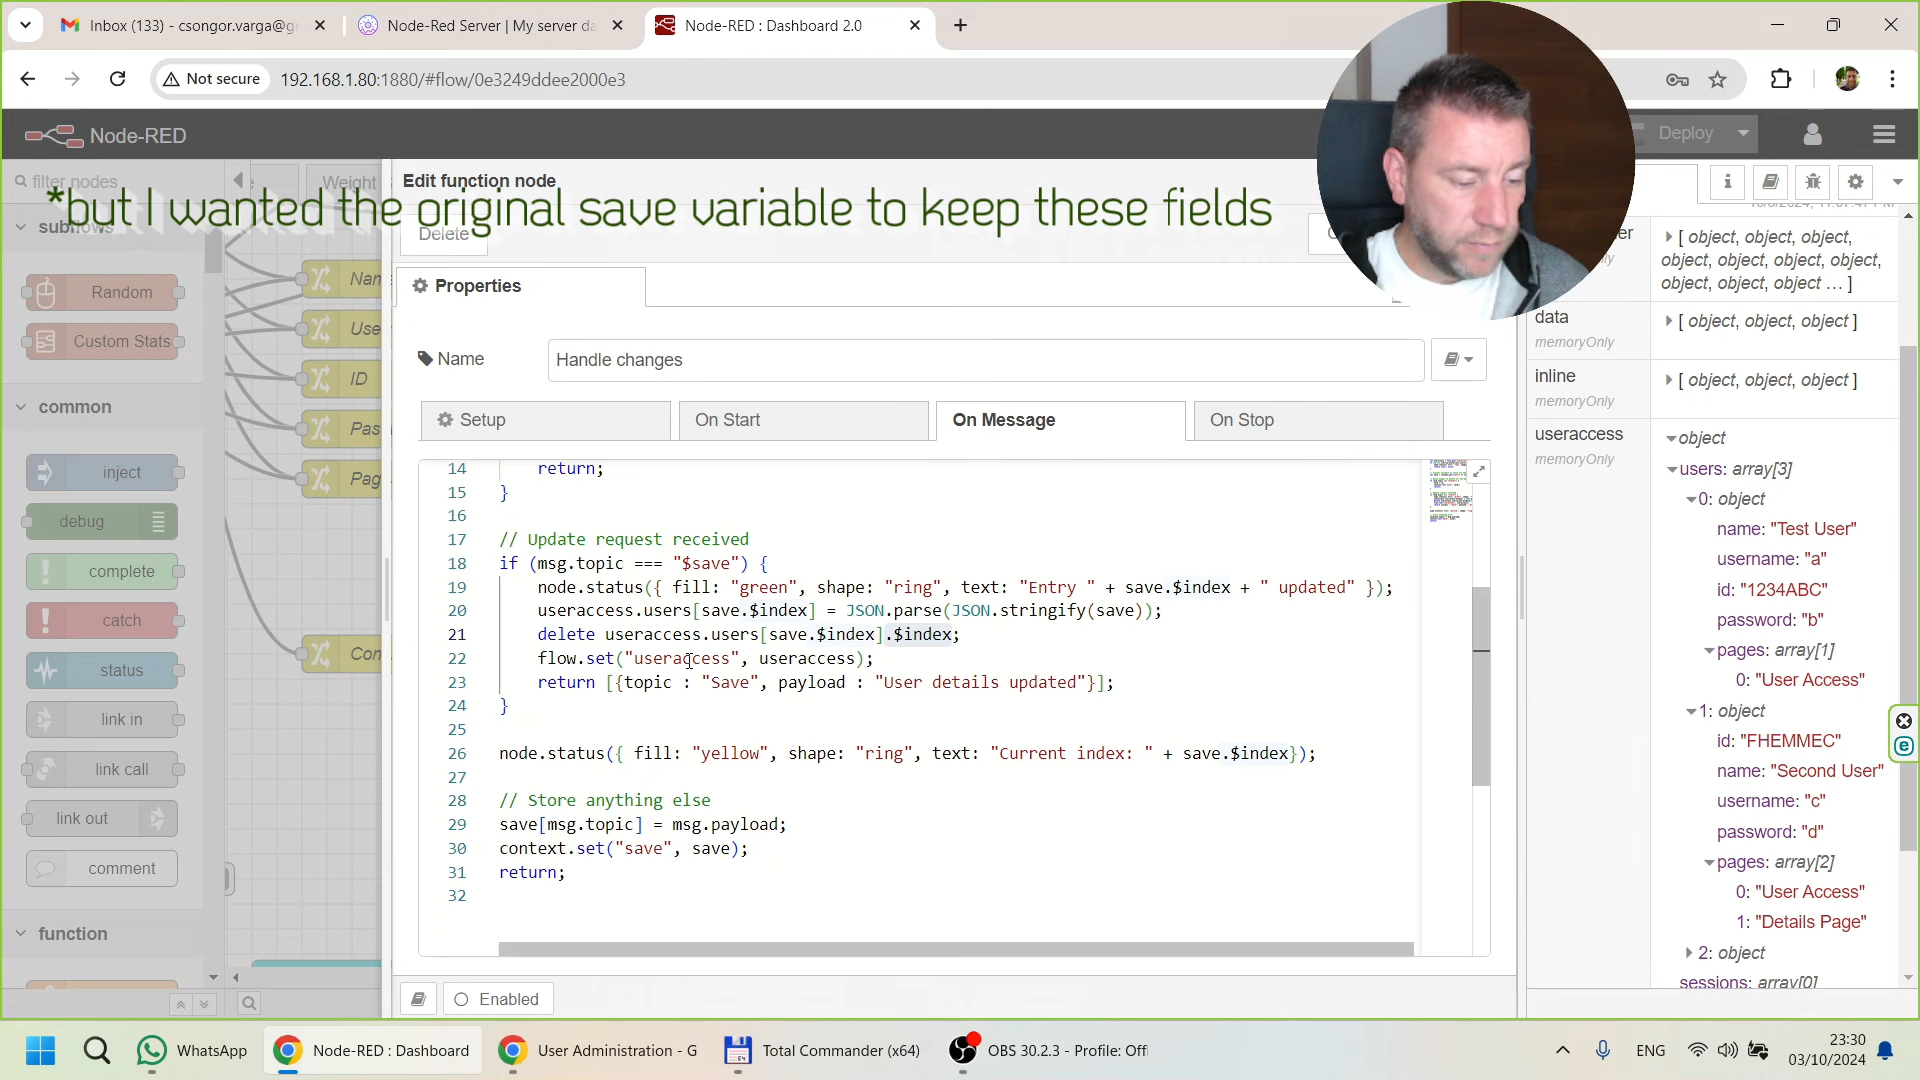 Inbox (133) - csongor.varga@g
Node-Red Server | My server da
Node-RED : Dashboard 2.0
Not secure
192.168.1.80:1880/#flow/0e3249ddee2000e3
Node-RED
Deploy
filter nodes
Weight
Edit function node
*but I wanted the original save variable to keep these fields
subflows
Delete
Random
Custom Stats
common
inject
debug
complete
catch
status
link in
link call
link out
comment
function
Nam
Use
ID
Pas
Pag
Con
Properties
Name
Handle changes
Setup
On Start
On Message
On Stop
14 return;
15 }
16
17 // Update request received
18 if (msg.topic === "$save") {
19 node.status({ fill: "green", shape: "ring", text: "Entry " + save.$index + " updated" });
20 useraccess.users[save.$index] = JSON.parse(JSON.stringify(save));
21 delete useraccess.users[save.$index].$index;
22 flow.set("useraccess", useraccess);
23 return [{topic : "Save", payload : "User details updated"}];
24 }
25
26 node.status({ fill: "yellow", shape: "ring", text: "Current index: " + save.$index});
27
28 // Store anything else
29 save[msg.topic] = msg.payload;
30 context.set("save", save);
31 return;
32
Enabled
[ object, object, object,
object, object, object, object,
object, object, object … ]
data
memoryOnly
[ object, object, object ]
inline
memoryOnly
[ object, object, object ]
useraccess
memoryOnly
object
users: array[3]
0: object
name: "Test User"
username: "a"
id: "1234ABC"
password: "b"
pages: array[1]
0: "User Access"
1: object
id: "FHEMMEC"
name: "Second User"
username: "c"
password: "d"
pages: array[2]
0: "User Access"
1: "Details Page"
2: object
sessions: array[0]
WhatsApp
Node-RED : Dashboard
User Administration - G
Total Commander (x64)
OBS 30.2.3 - Profile: Off
ENG
23:30
03/10/2024